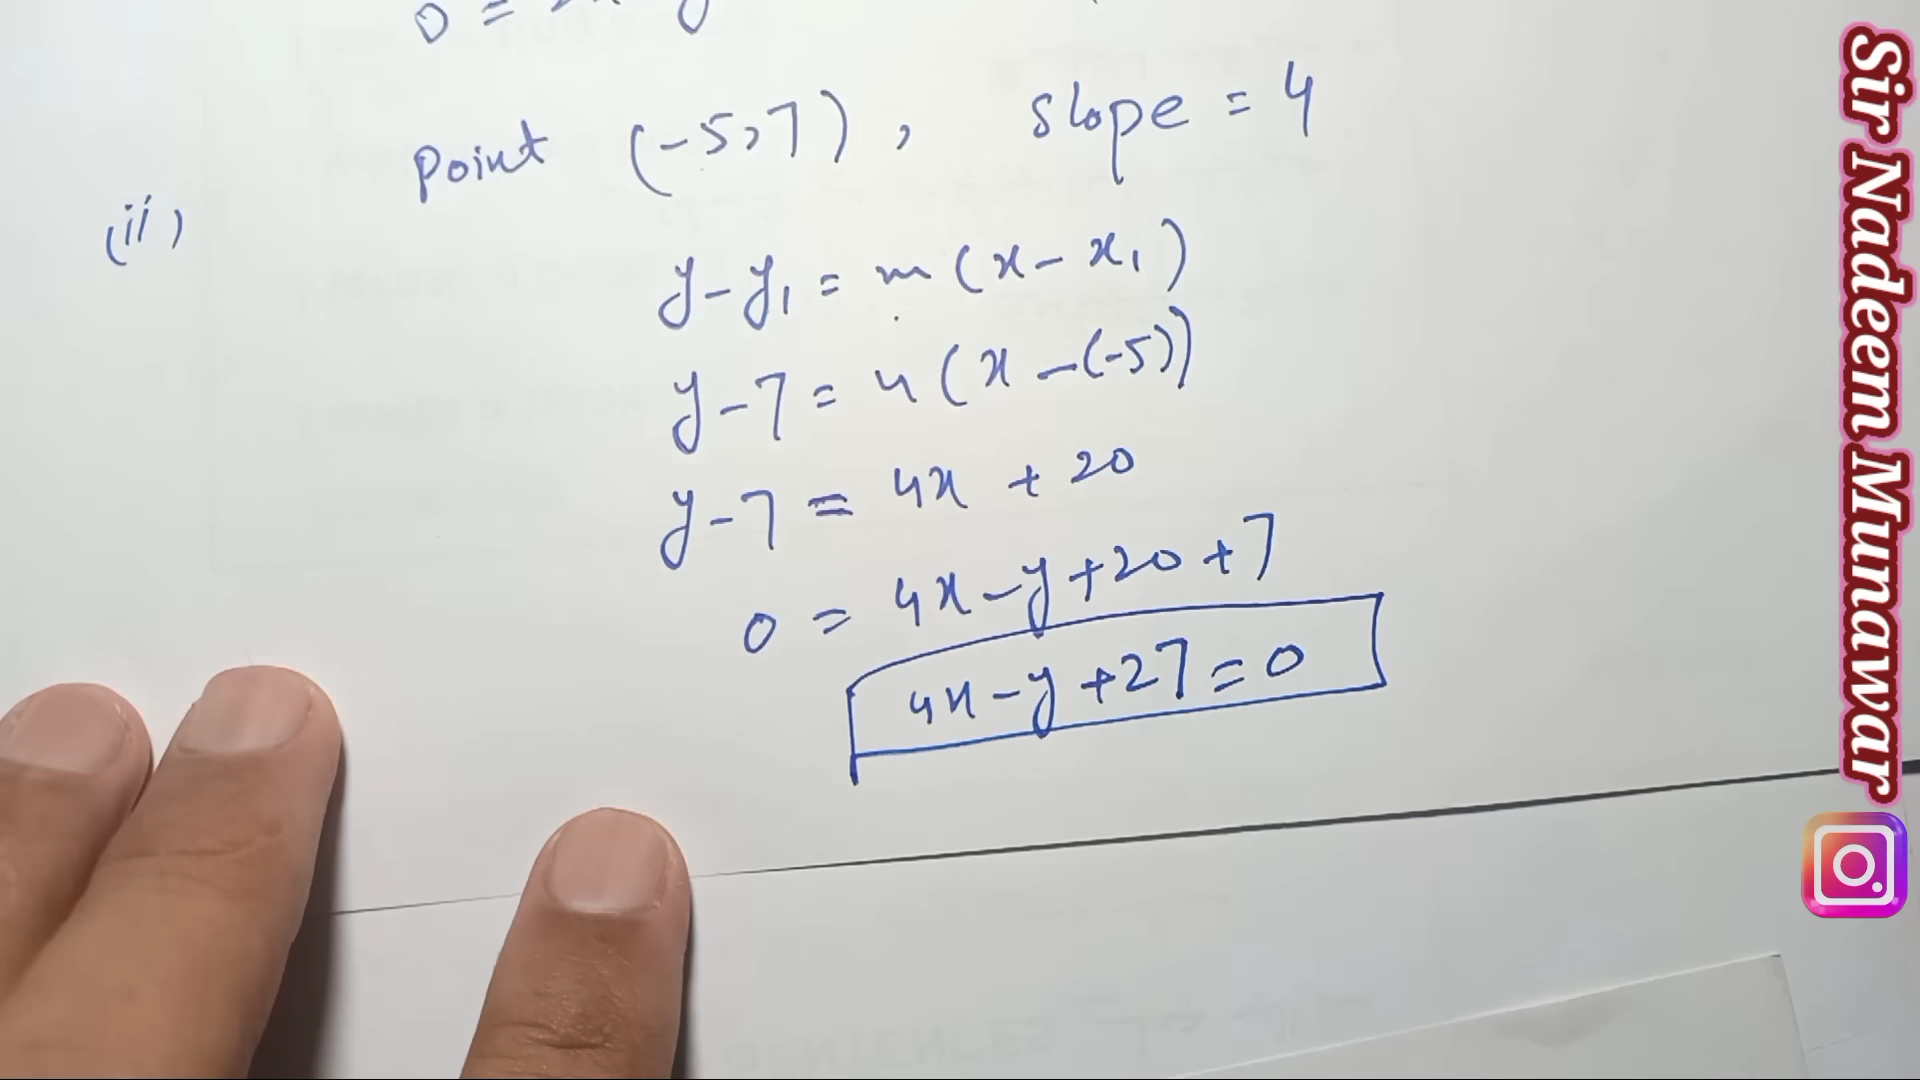 0 =
Point (-5,7), slope = 4
(ii)
y-y₁ = m(x-x₁)
y-7 = 4(x-(-5))
y-7 = 4x + 20
0 = 4x-y+20+7
4x-y+27=0
Sir Nadeem Munawar